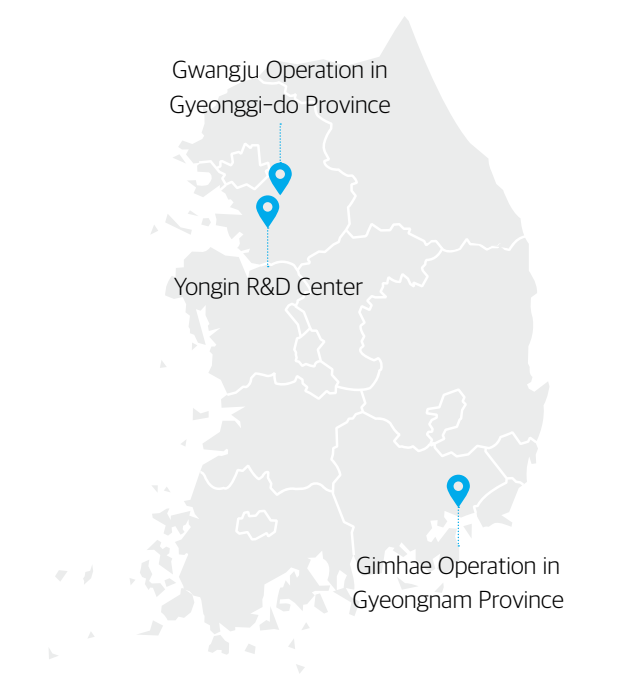 Gwangju Operation in
Gyeonggi-do Province
Yongin R&D Center
Gimhae Operation in
Gyeongnam Province